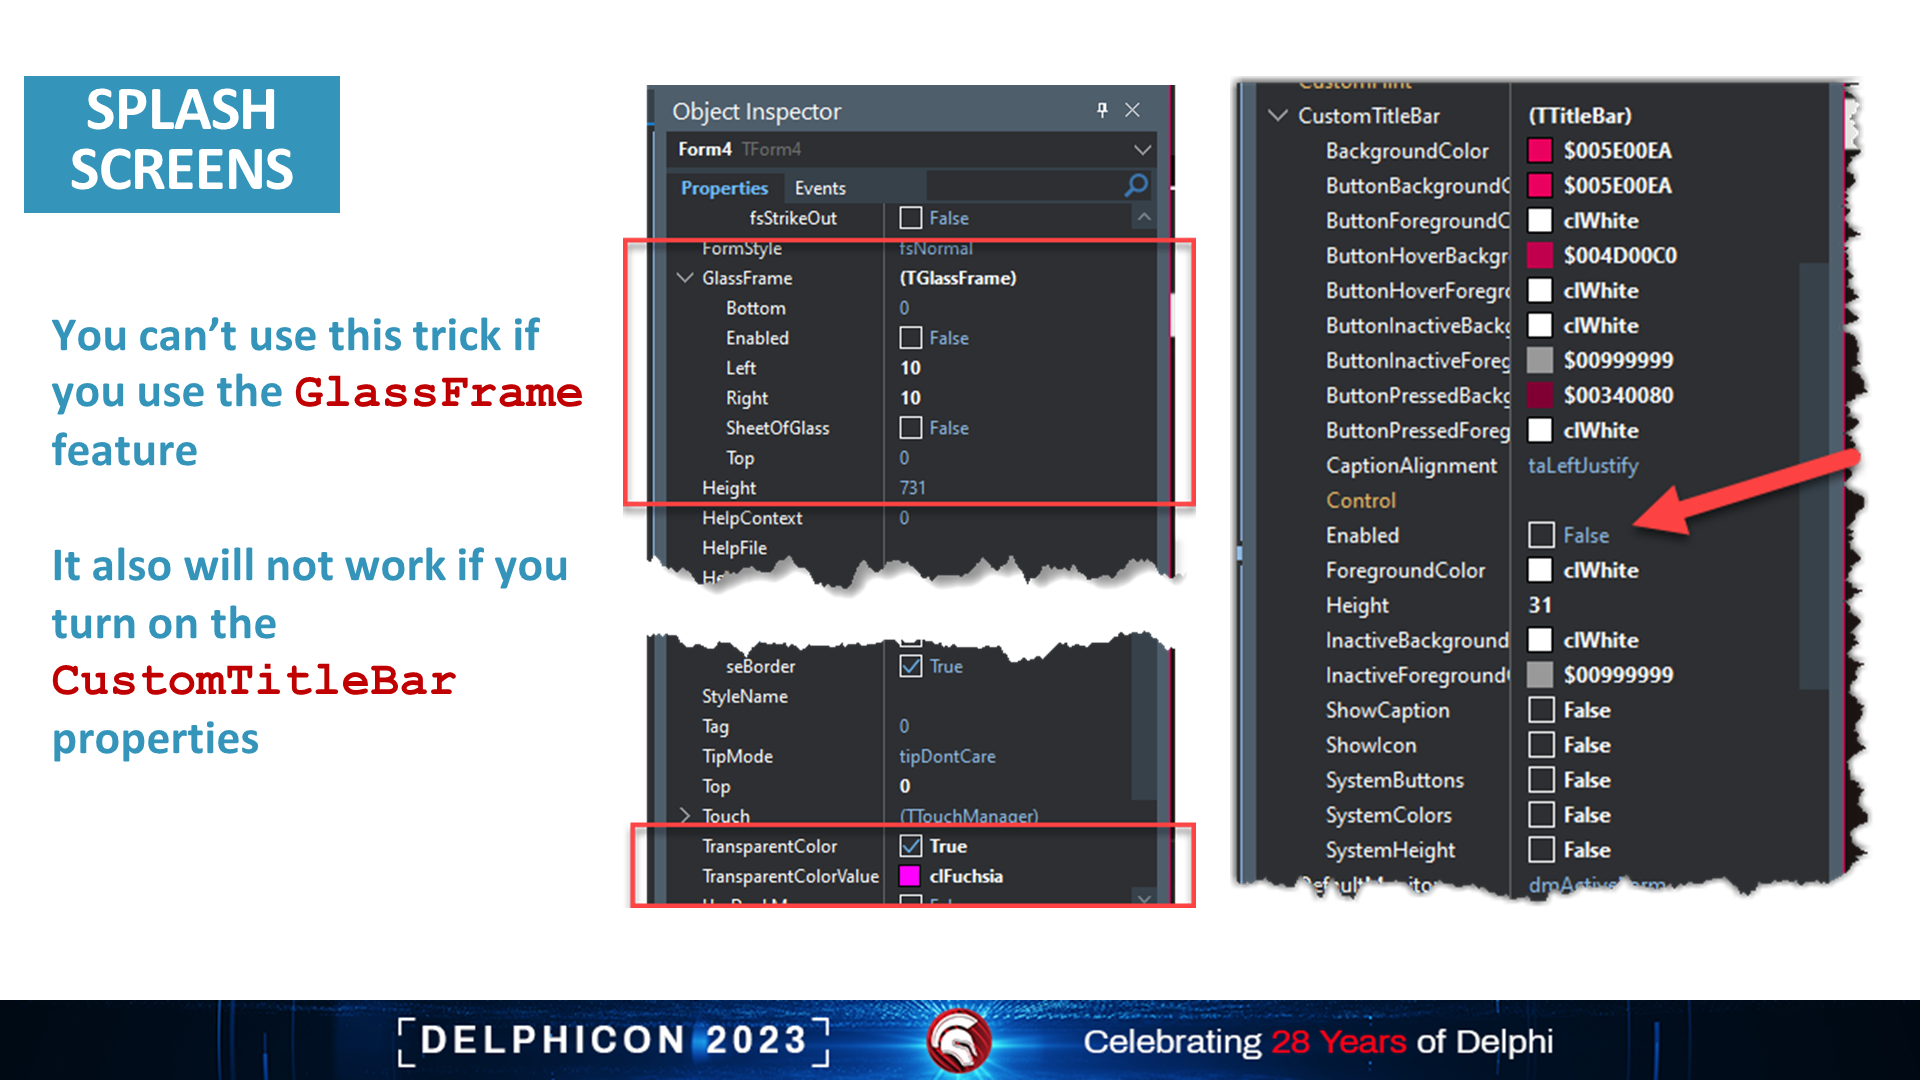 SPLASH
SCREENS
You can’t use this trick if
you use the GlassFrame
feature
It also will not work if you
turn on the
CustomTitleBar
properties
Object Inspector
Form4 TForm4
Properties Events
fsStrikeOut False
FormStyle fsNormal
GlassFrame (TGlassFrame)
Bottom 0
Enabled False
Left 10
Right 10
SheetOfGlass False
Top 0
Height 731
HelpContext 0
HelpFile
seBorder True
StyleName
Tag 0
TipMode tipDontCare
Top 0
Touch (TTouchManager)
TransparentColor True
TransparentColorValue clFuchsia
CustomHint
CustomTitleBar (TTitleBar)
BackgroundColor $005E00EA
ButtonBackgroundC $005E00EA
ButtonForegroundC clWhite
ButtonHoverBackgr $004D00C0
ButtonHoverForegr clWhite
ButtonInactiveBackg clWhite
ButtonInactiveForeg $00999999
ButtonPressedBackg $00340080
ButtonPressedForeg clWhite
CaptionAlignment taLeftJustify
Control
Enabled False
ForegroundColor clWhite
Height 31
InactiveBackground clWhite
InactiveForeground $00999999
ShowCaption False
ShowIcon False
SystemButtons False
SystemColors False
SystemHeight False
DefaultMonitor dmActiveForm
DELPHICON 2023
Celebrating 28 Years of Delphi